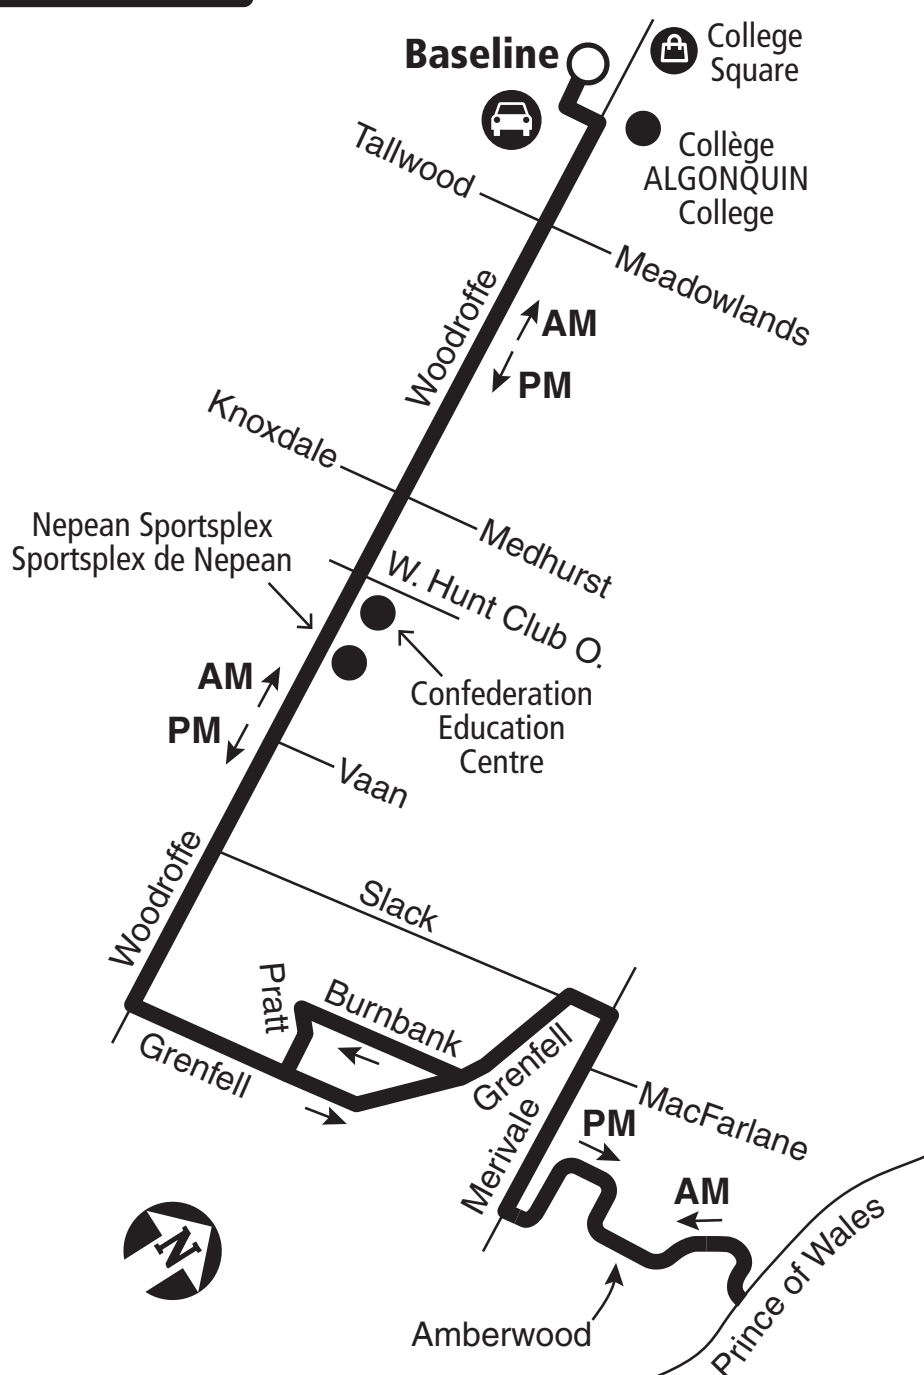 Baseline
College
Square
Collège
ALGONQUIN
College
Tallwood
Meadowlands
Woodroffe
AM
PM
Knoxdale
Medhurst
Nepean Sportsplex
Sportsplex de Nepean
W. Hunt Club O.
AM
PM
Confederation
Education
Centre
Vaan
Woodroffe
Slack
Pratt
Burnbank
Grenfell
Grenfell
MacFarlane
Merivale
PM
AM
N
Prince of Wales
Amberwood